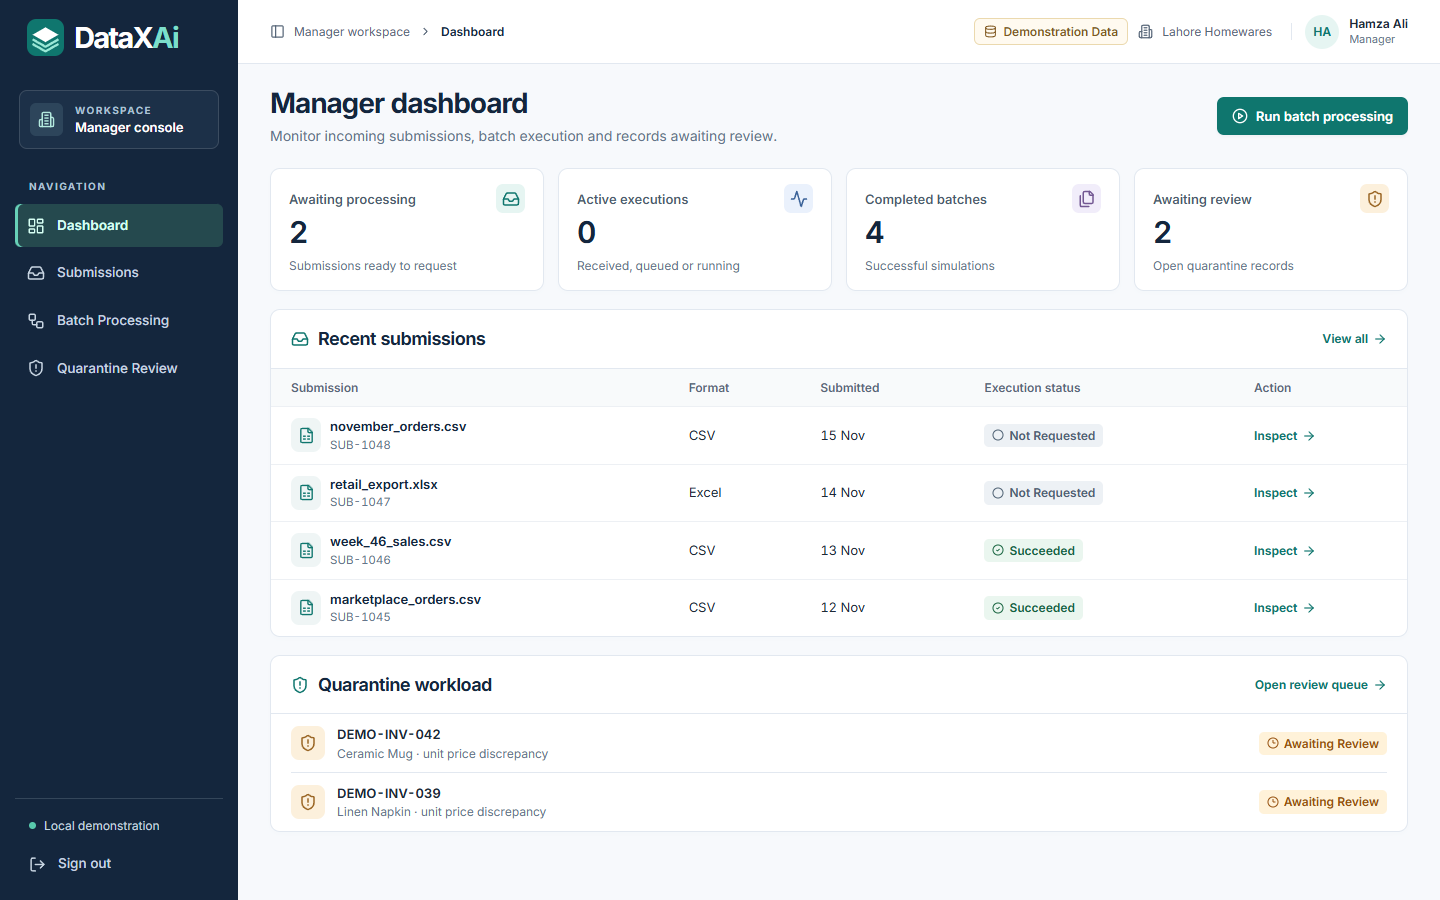 DataXAi
WORKSPACE
Manager console
NAVIGATION
Dashboard
Submissions
Batch Processing
Quarantine Review
Local demonstration
Sign out
Manager workspace > Dashboard
Demonstration Data
Lahore Homewares
HA
Hamza Ali
Manager
Manager dashboard
Monitor incoming submissions, batch execution and records awaiting review.
Run batch processing
Awaiting processing
2
Submissions ready to request
Active executions
0
Received, queued or running
Completed batches
4
Successful simulations
Awaiting review
2
Open quarantine records
Recent submissions
View all →
Submission Format Submitted Execution status Action
november_orders.csv
SUB-1048
CSV 15 Nov Not Requested Inspect →
retail_export.xlsx
SUB-1047
Excel 14 Nov Not Requested Inspect →
week_46_sales.csv
SUB-1046
CSV 13 Nov Succeeded Inspect →
marketplace_orders.csv
SUB-1045
CSV 12 Nov Succeeded Inspect →
Quarantine workload
Open review queue →
DEMO-INV-042
Ceramic Mug · unit price discrepancy
Awaiting Review
DEMO-INV-039
Linen Napkin · unit price discrepancy
Awaiting Review